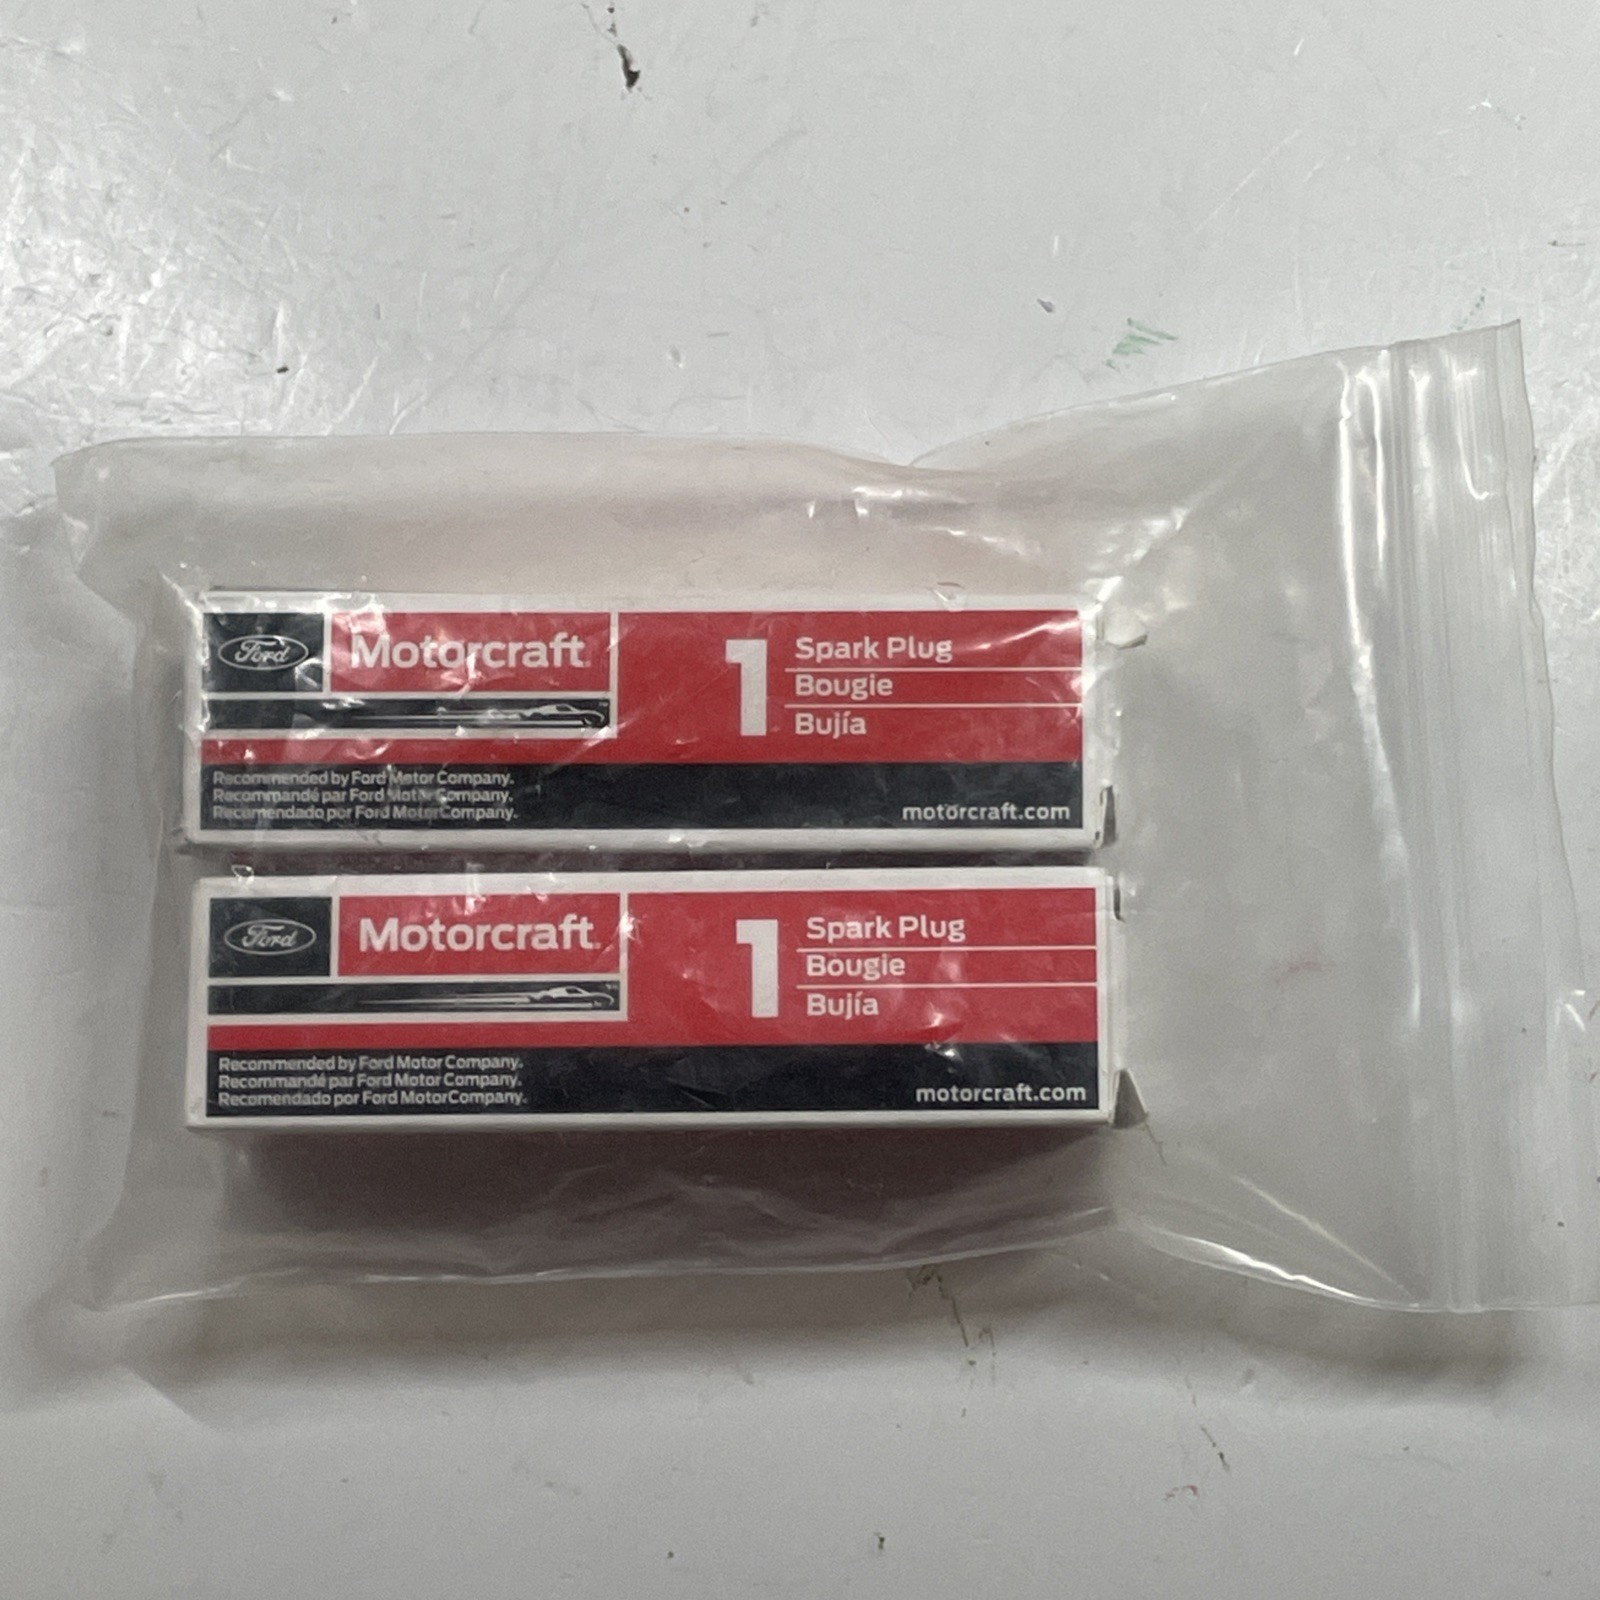 Ford
Motorcraft
1
Spark Plug
Bougie
Bujía
Recommended by Ford Motor Company.
Recommandé par Ford Motor Company.
Recomendado por Ford MotorCompany.
motorcraft.com
Ford
Motorcraft
1
Spark Plug
Bougie
Bujía
Recommended by Ford Motor Company.
Recommandé par Ford Motor Company.
Recomendado por Ford MotorCompany.
motorcraft.com